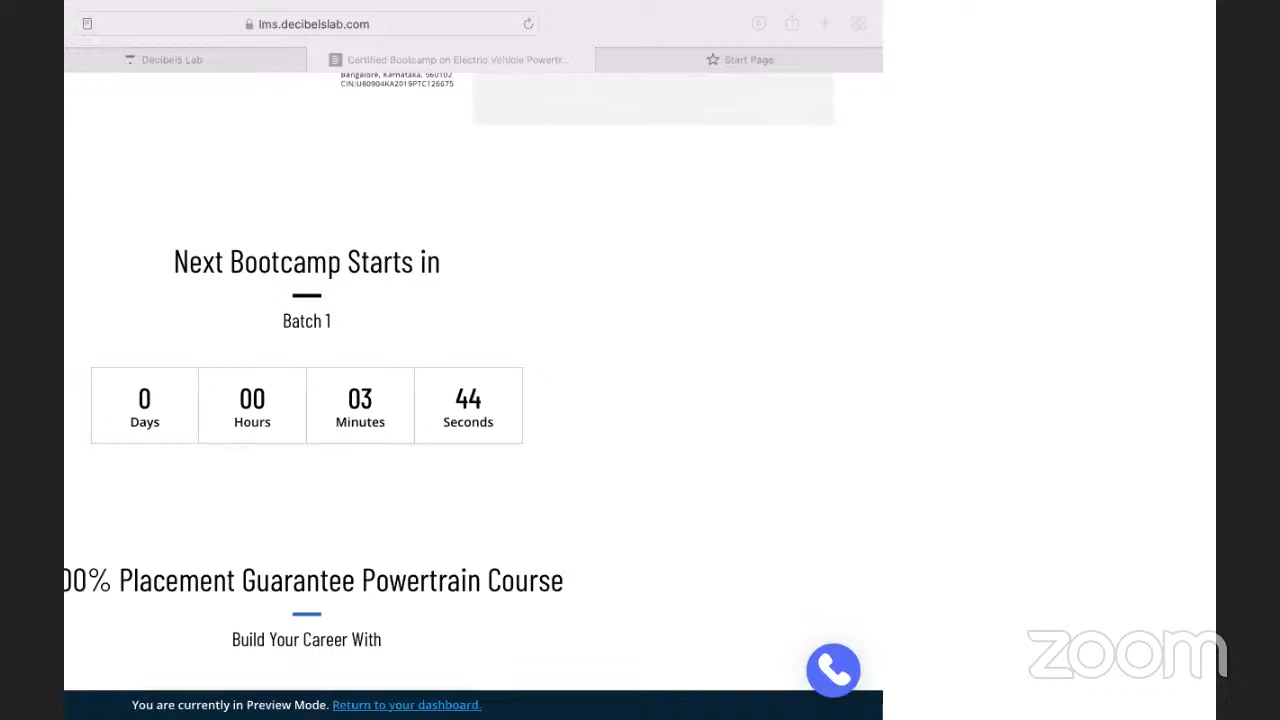 lms.decibelslab.com
Decibels Lab
Certified Bootcamp on Electric Vehicle Powertr...
Start Page
Bangalore, Karnataka, 560102
CIN:U80904KA2019PTC126675
Next Bootcamp Starts in
Batch 1
0 00 03 44
Days Hours Minutes Seconds
00% Placement Guarantee Powertrain Course
Build Your Career With
zoom
You are currently in Preview Mode. Return to your dashboard.